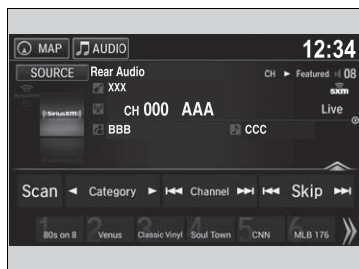 MAP AUDIO 12:34
SOURCE Rear Audio CH ► Featured 08
XXX sxm
SiriusXM CH 000 AAA Live
BBB CCC
Scan ◄ Category ► ⏮ Channel ⏭ ⏮ Skip ⏭
1 80s on 8 2 Venus 3 Classic Vinyl 4 Soul Town 5 CNN 6 MLB 176